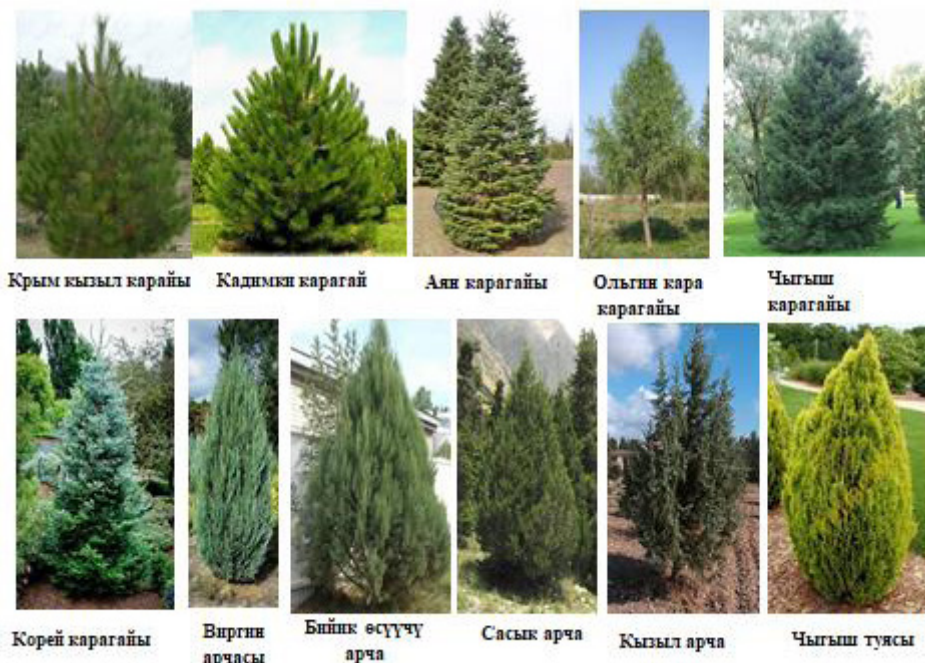 Крым кызыл карайы
Кадимки карагай
Аян карагайы
Ольгин кара
карагайы
Чыгыш
карагайы
Корей карагайы
Виргин
арчасы
Бийик өсүүчү
арча
Сасык арча
Кызыл арча
Чыгыш туясы